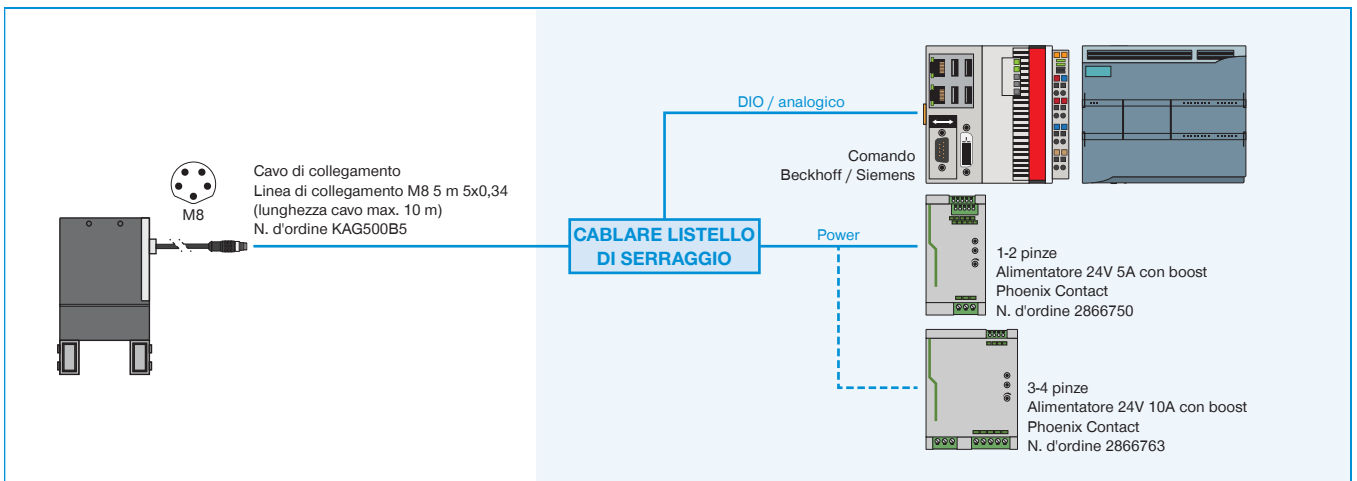 M8
Cavo di collegamento
Linea di collegamento M8 5 m 5x0,34
(lunghezza cavo max. 10 m)
N. d'ordine KAG500B5
CABLARE LISTELLO
DI SERRAGGIO
DIO / analogico
Comando
Beckhoff / Siemens
Power
1-2 pinze
Alimentatore 24V 5A con boost
Phoenix Contact
N. d'ordine 2866750
3-4 pinze
Alimentatore 24V 10A con boost
Phoenix Contact
N. d'ordine 2866763